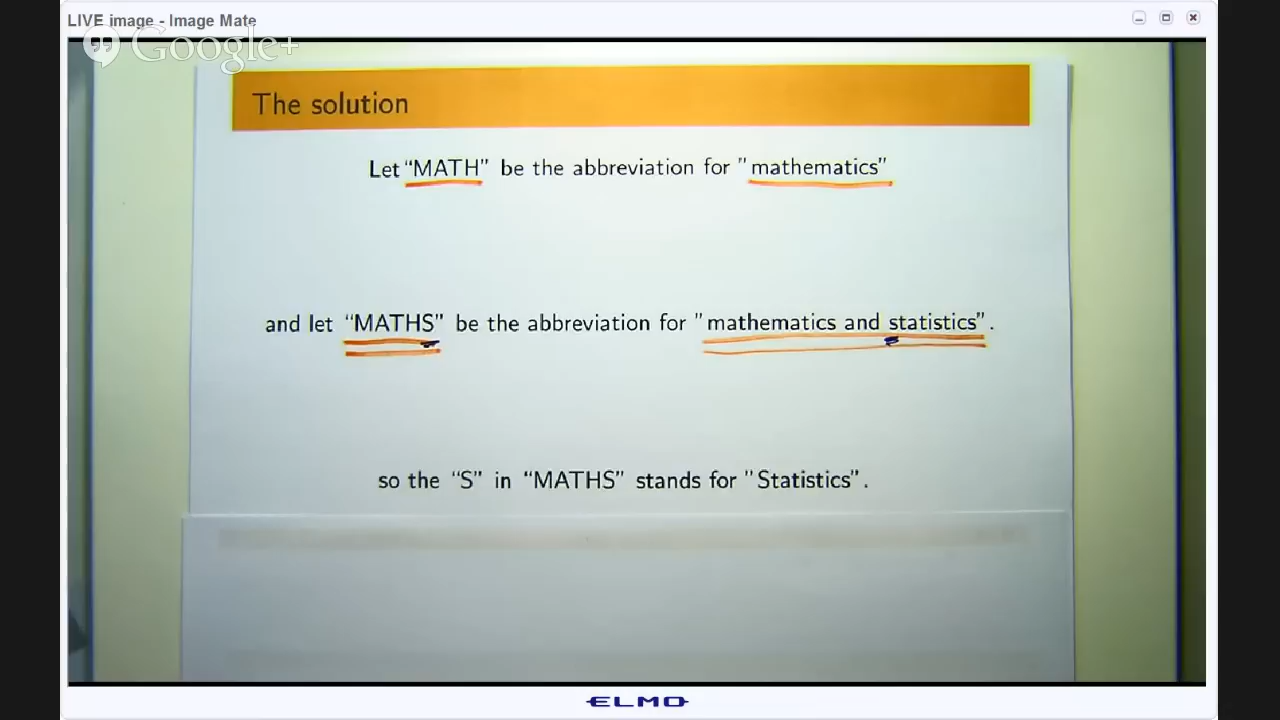 LIVE image - Image Mate
Google+
The solution
Let “MATH” be the abbreviation for ”mathematics”
and let “MATHS” be the abbreviation for ”mathematics and statistics”.
so the “S” in “MATHS” stands for ”Statistics”.
ELMO